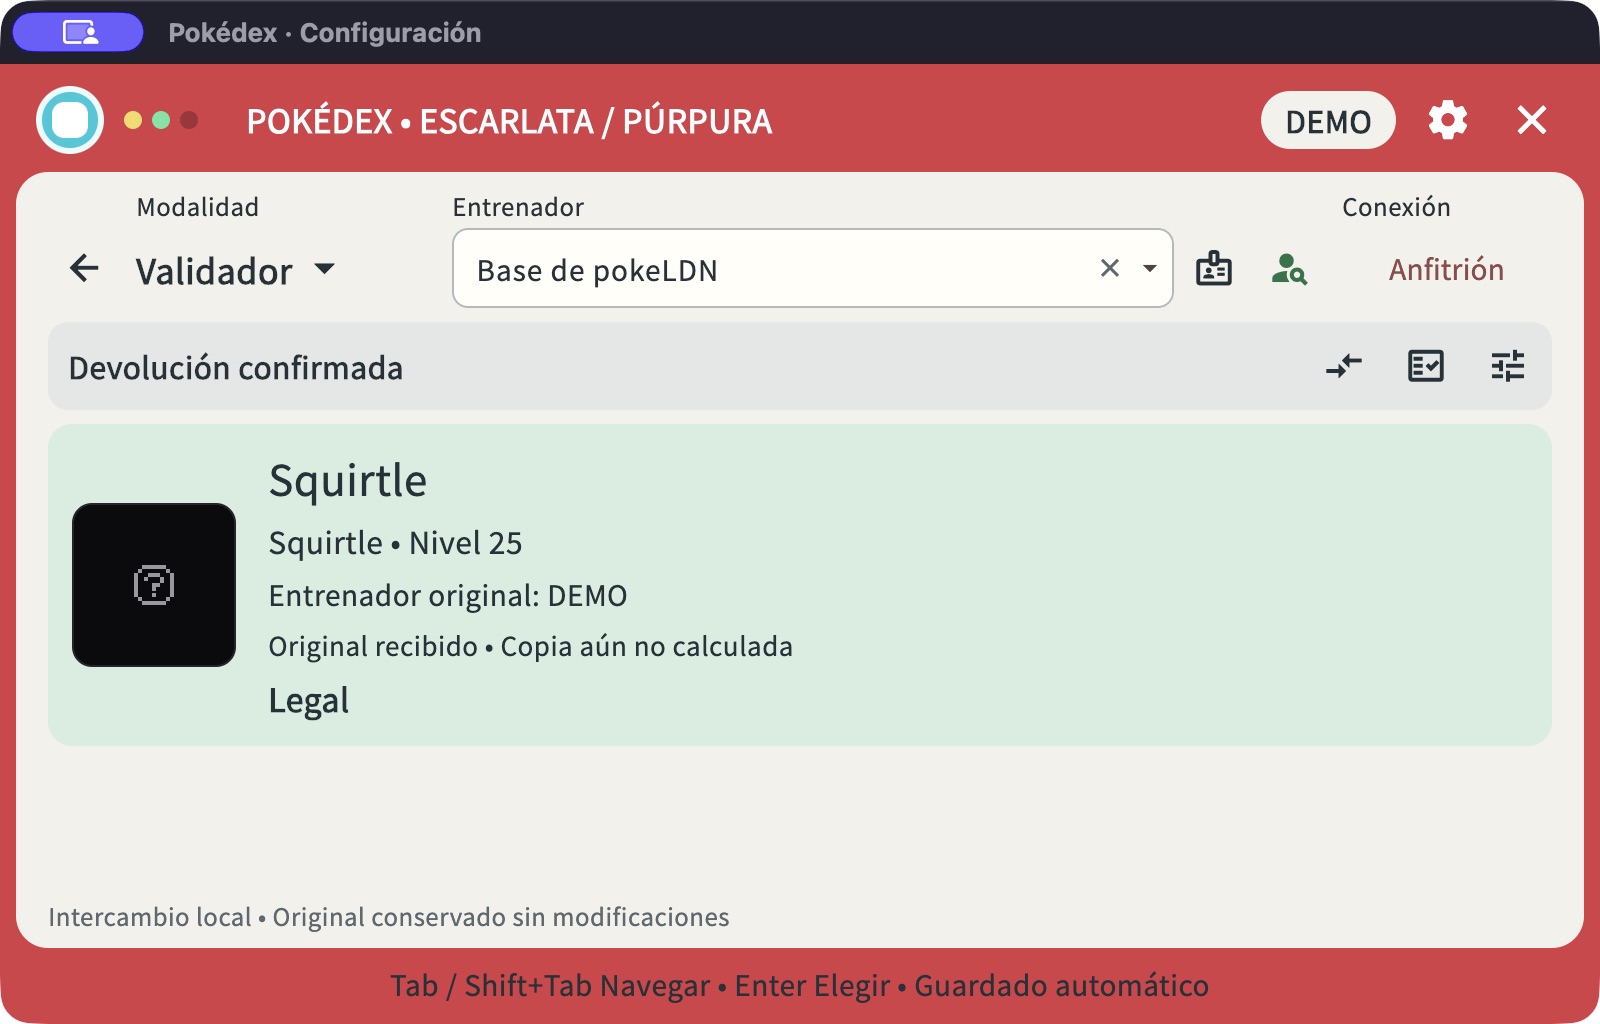 Pokédex · Configuración
POKÉDEX • ESCARLATA / PÚRPURA
DEMO
Modalidad
Entrenador
Conexión
Validador
Base de pokeLDN
Anfitrión
Devolución confirmada
Squirtle
Squirtle • Nivel 25
Entrenador original: DEMO
Original recibido • Copia aún no calculada
Legal
Intercambio local • Original conservado sin modificaciones
Tab / Shift+Tab Navegar • Enter Elegir • Guardado automático